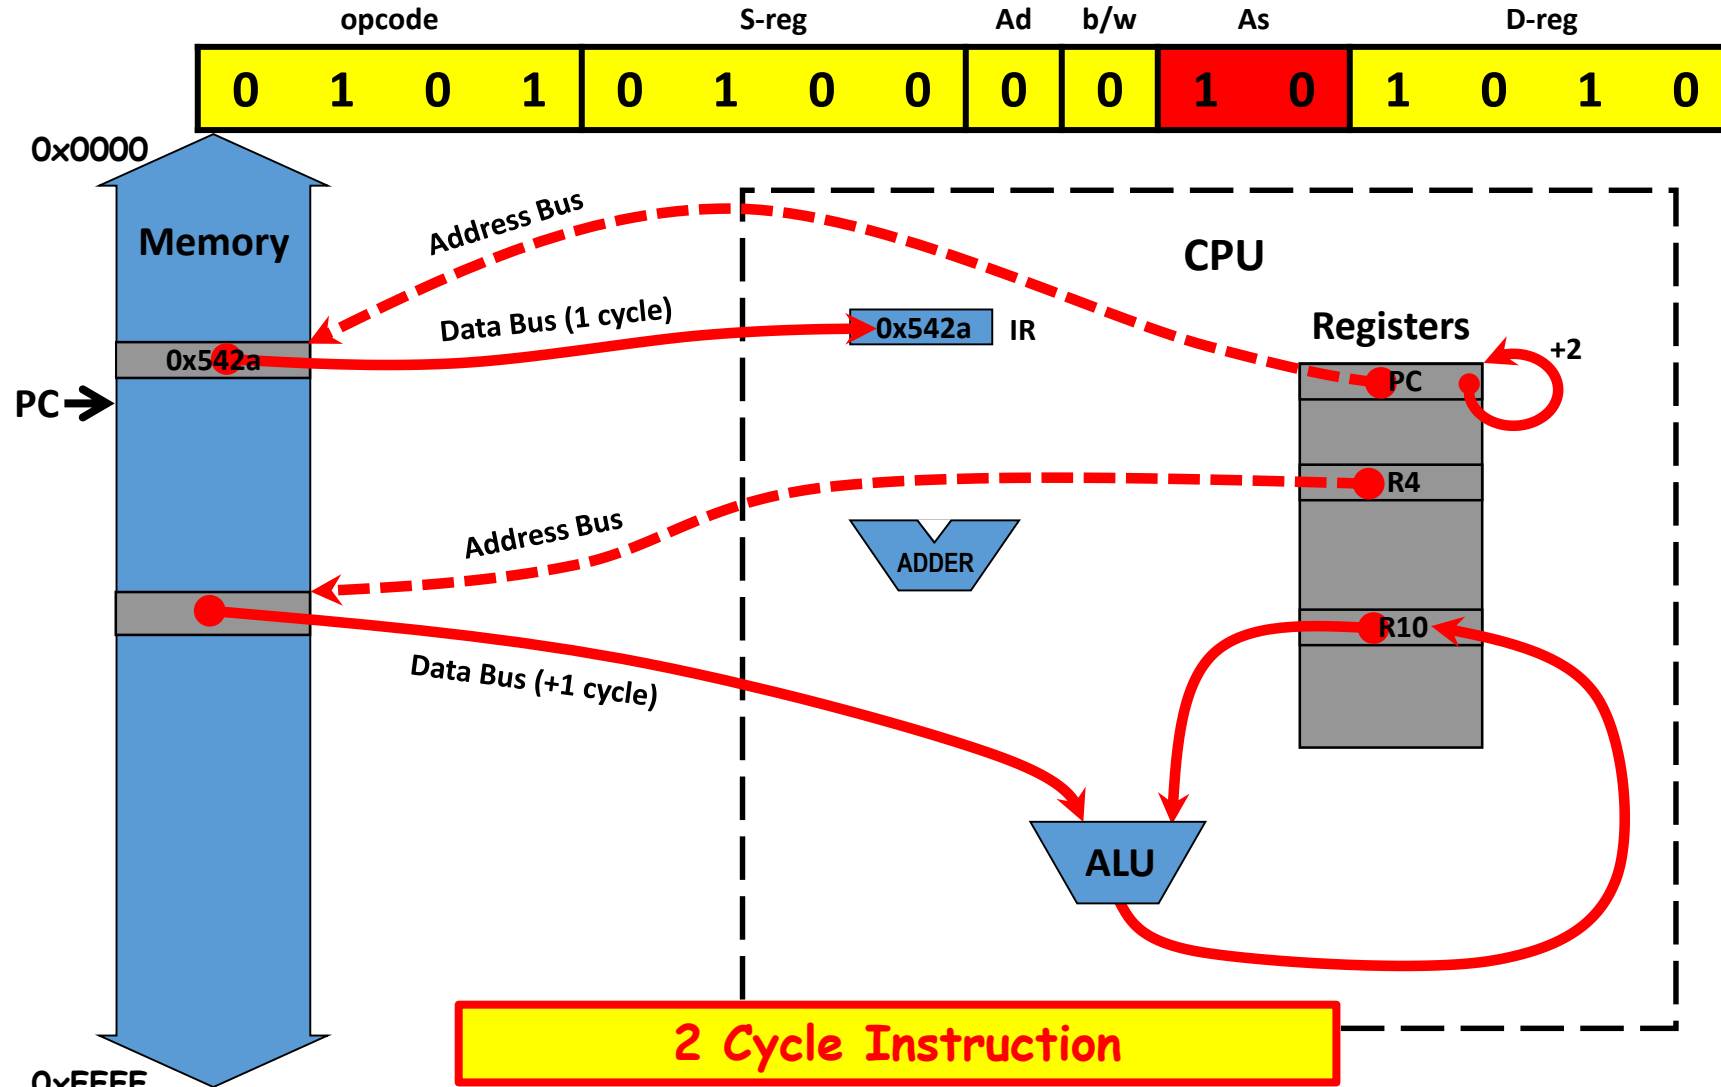 opcode S-reg Ad b/w As D-reg
0 1 0 1 0 1 0 0 0 0 1 0 1 0 1 0
0x0000
Address Bus
Memory
CPU
Data Bus (1 cycle)
0x542a IR
Registers
+2
0x542a
PC
PC
R4
Address Bus
ADDER
R10
Data Bus (+1 cycle)
ALU
2 Cycle Instruction
0xFFFF